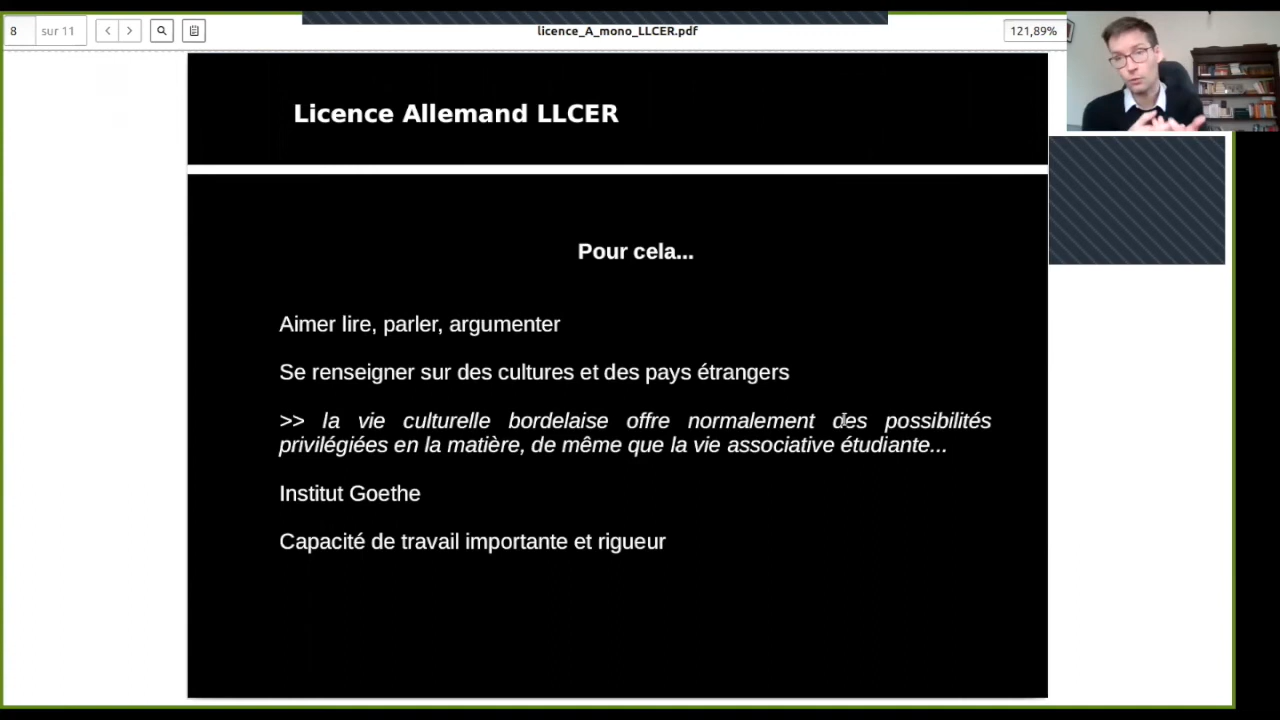 8 sur 11
licence_A_mono_LLCER.pdf
121,89%
Licence Allemand LLCER
Pour cela...
Aimer lire, parler, argumenter
Se renseigner sur des cultures et des pays étrangers
>> la vie culturelle bordelaise offre normalement des possibilités
privilégiées en la matière, de même que la vie associative étudiante...
Institut Goethe
Capacité de travail importante et rigueur